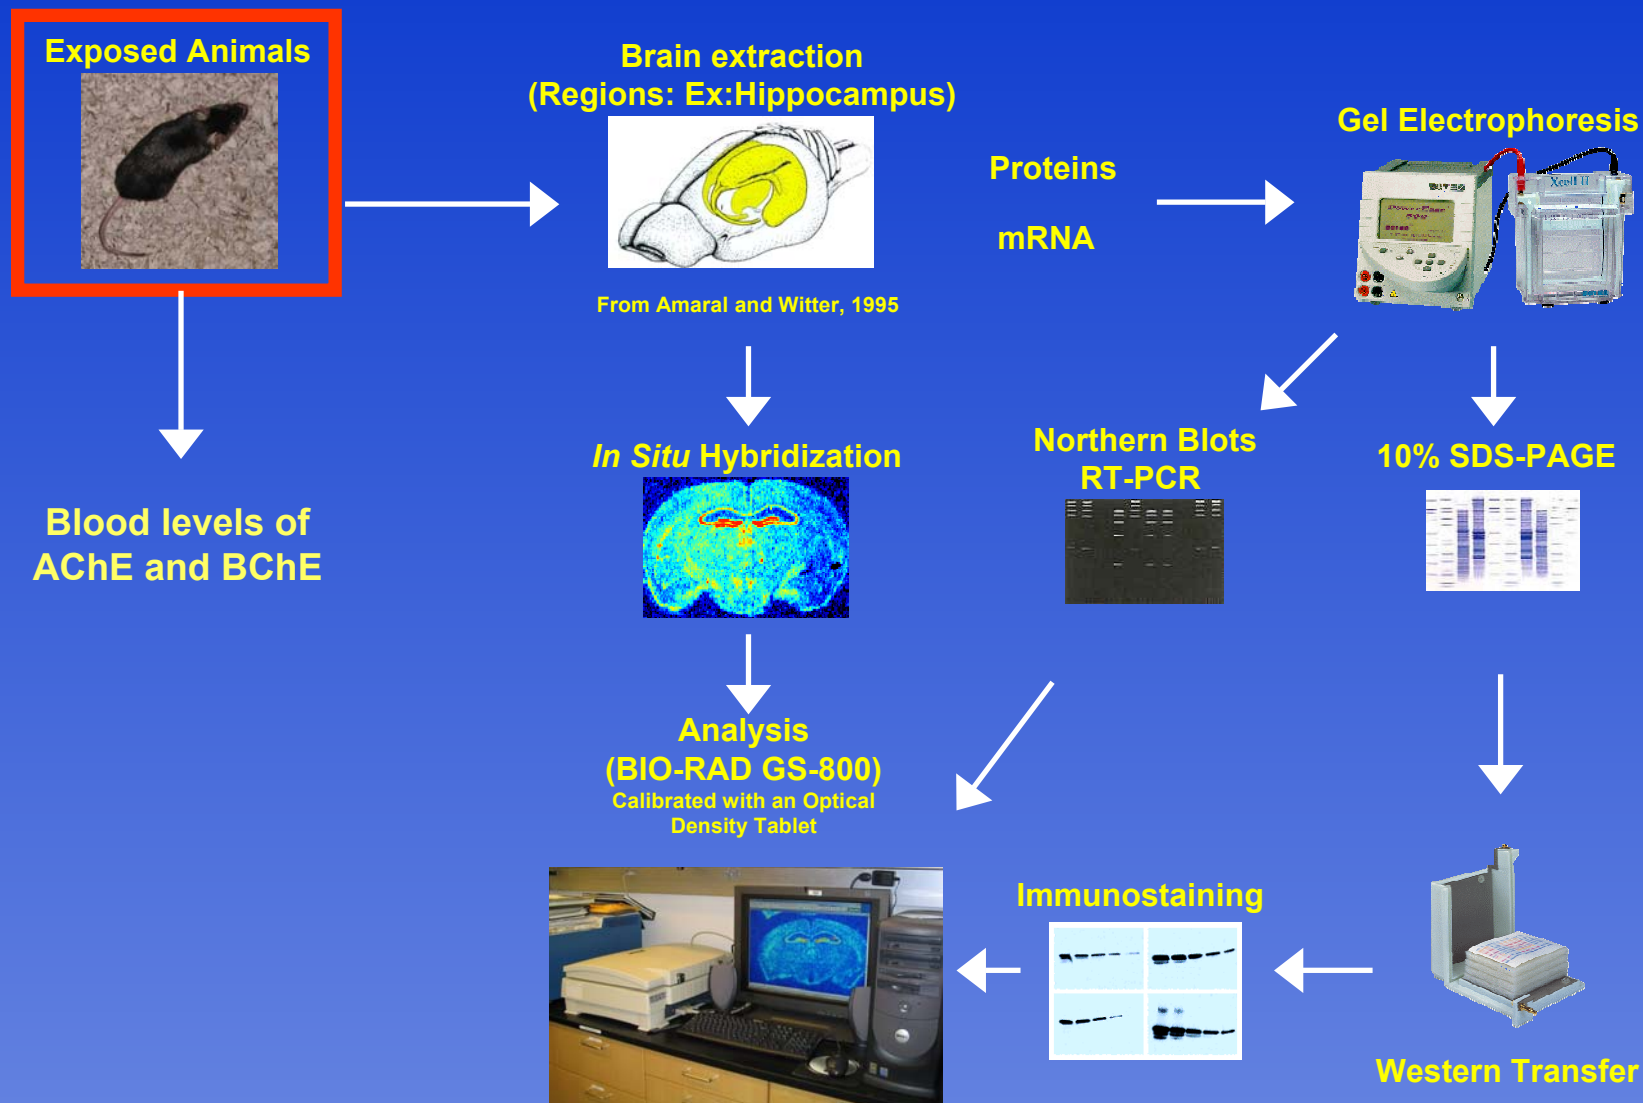 Exposed Animals
Brain extraction
(Regions: Ex:Hippocampus)
Gel Electrophoresis
Proteins
mRNA
Xcell II
From Amaral and Witter, 1995
In Situ Hybridization
Northern Blots
RT-PCR
10% SDS-PAGE
Blood levels of
AChE and BChE
Analysis
(BIO-RAD GS-800)
Calibrated with an Optical
Density Tablet
Immunostaining
Western Transfer